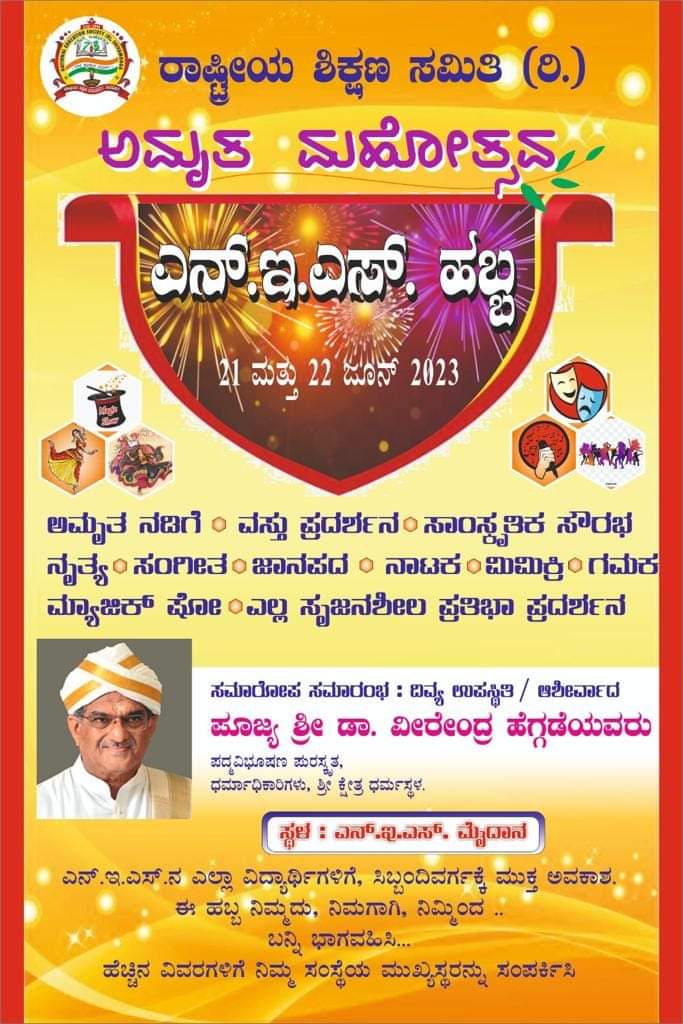 ರಾಷ್ಟ್ರೀಯ ಶಿಕ್ಷಣ ಸಮಿತಿ (ರಿ.)
ಅಮೃತ ಮಹೋತ್ಸವ
ಎನ್.ಇ.ಎಸ್. ಹಬ್ಬ
21 ಮತ್ತು 22 ಜೂನ್ 2023
Magic
Show
ಅಮೃತ ನಡಿಗೆ ವಸ್ತು ಪ್ರದರ್ಶನ ಸಾಂಸ್ಕೃತಿಕ ಸೌರಭ
ನೃತ್ಯ ಸಂಗೀತ ಜಾನಪದ ನಾಟಕ ಮಿಮಿಕ್ರಿ ಗಮಕ
ಮ್ಯಾಜಿಕ್ ಷೋ ಎಲ್ಲ ಸೃಜನಶೀಲ ಪ್ರತಿಭಾ ಪ್ರದರ್ಶನ
ಸಮಾರೋಪ ಸಮಾರಂಭ : ದಿವ್ಯ ಉಪಸ್ಥಿತಿ / ಆಶೀರ್ವಾದ
ಪೂಜ್ಯ ಶ್ರೀ ಡಾ. ವೀರೇಂದ್ರ ಹೆಗ್ಗಡೆಯವರು
ಪದ್ಮವಿಭೂಷಣ ಪುರಸ್ಕೃತ,
ಧರ್ಮಾಧಿಕಾರಿಗಳು, ಶ್ರೀ ಕ್ಷೇತ್ರ ಧರ್ಮಸ್ಥಳ.
ಸ್ಥಳ : ಎನ್.ಇ.ಎಸ್. ಮೈದಾನ
ಎನ್.ಇ.ಎಸ್.ನ ಎಲ್ಲಾ ವಿದ್ಯಾರ್ಥಿಗಳಿಗೆ, ಸಿಬ್ಬಂದಿವರ್ಗಕ್ಕೆ ಮುಕ್ತ ಅವಕಾಶ.
ಈ ಹಬ್ಬ ನಿಮ್ಮದು, ನಿಮಗಾಗಿ, ನಿಮ್ಮಿಂದ ..
ಬನ್ನಿ ಭಾಗವಹಿಸಿ...
ಹೆಚ್ಚಿನ ವಿವರಗಳಿಗೆ ನಿಮ್ಮ ಸಂಸ್ಥೆಯ ಮುಖ್ಯಸ್ಥರನ್ನು ಸಂಪರ್ಕಿಸಿ